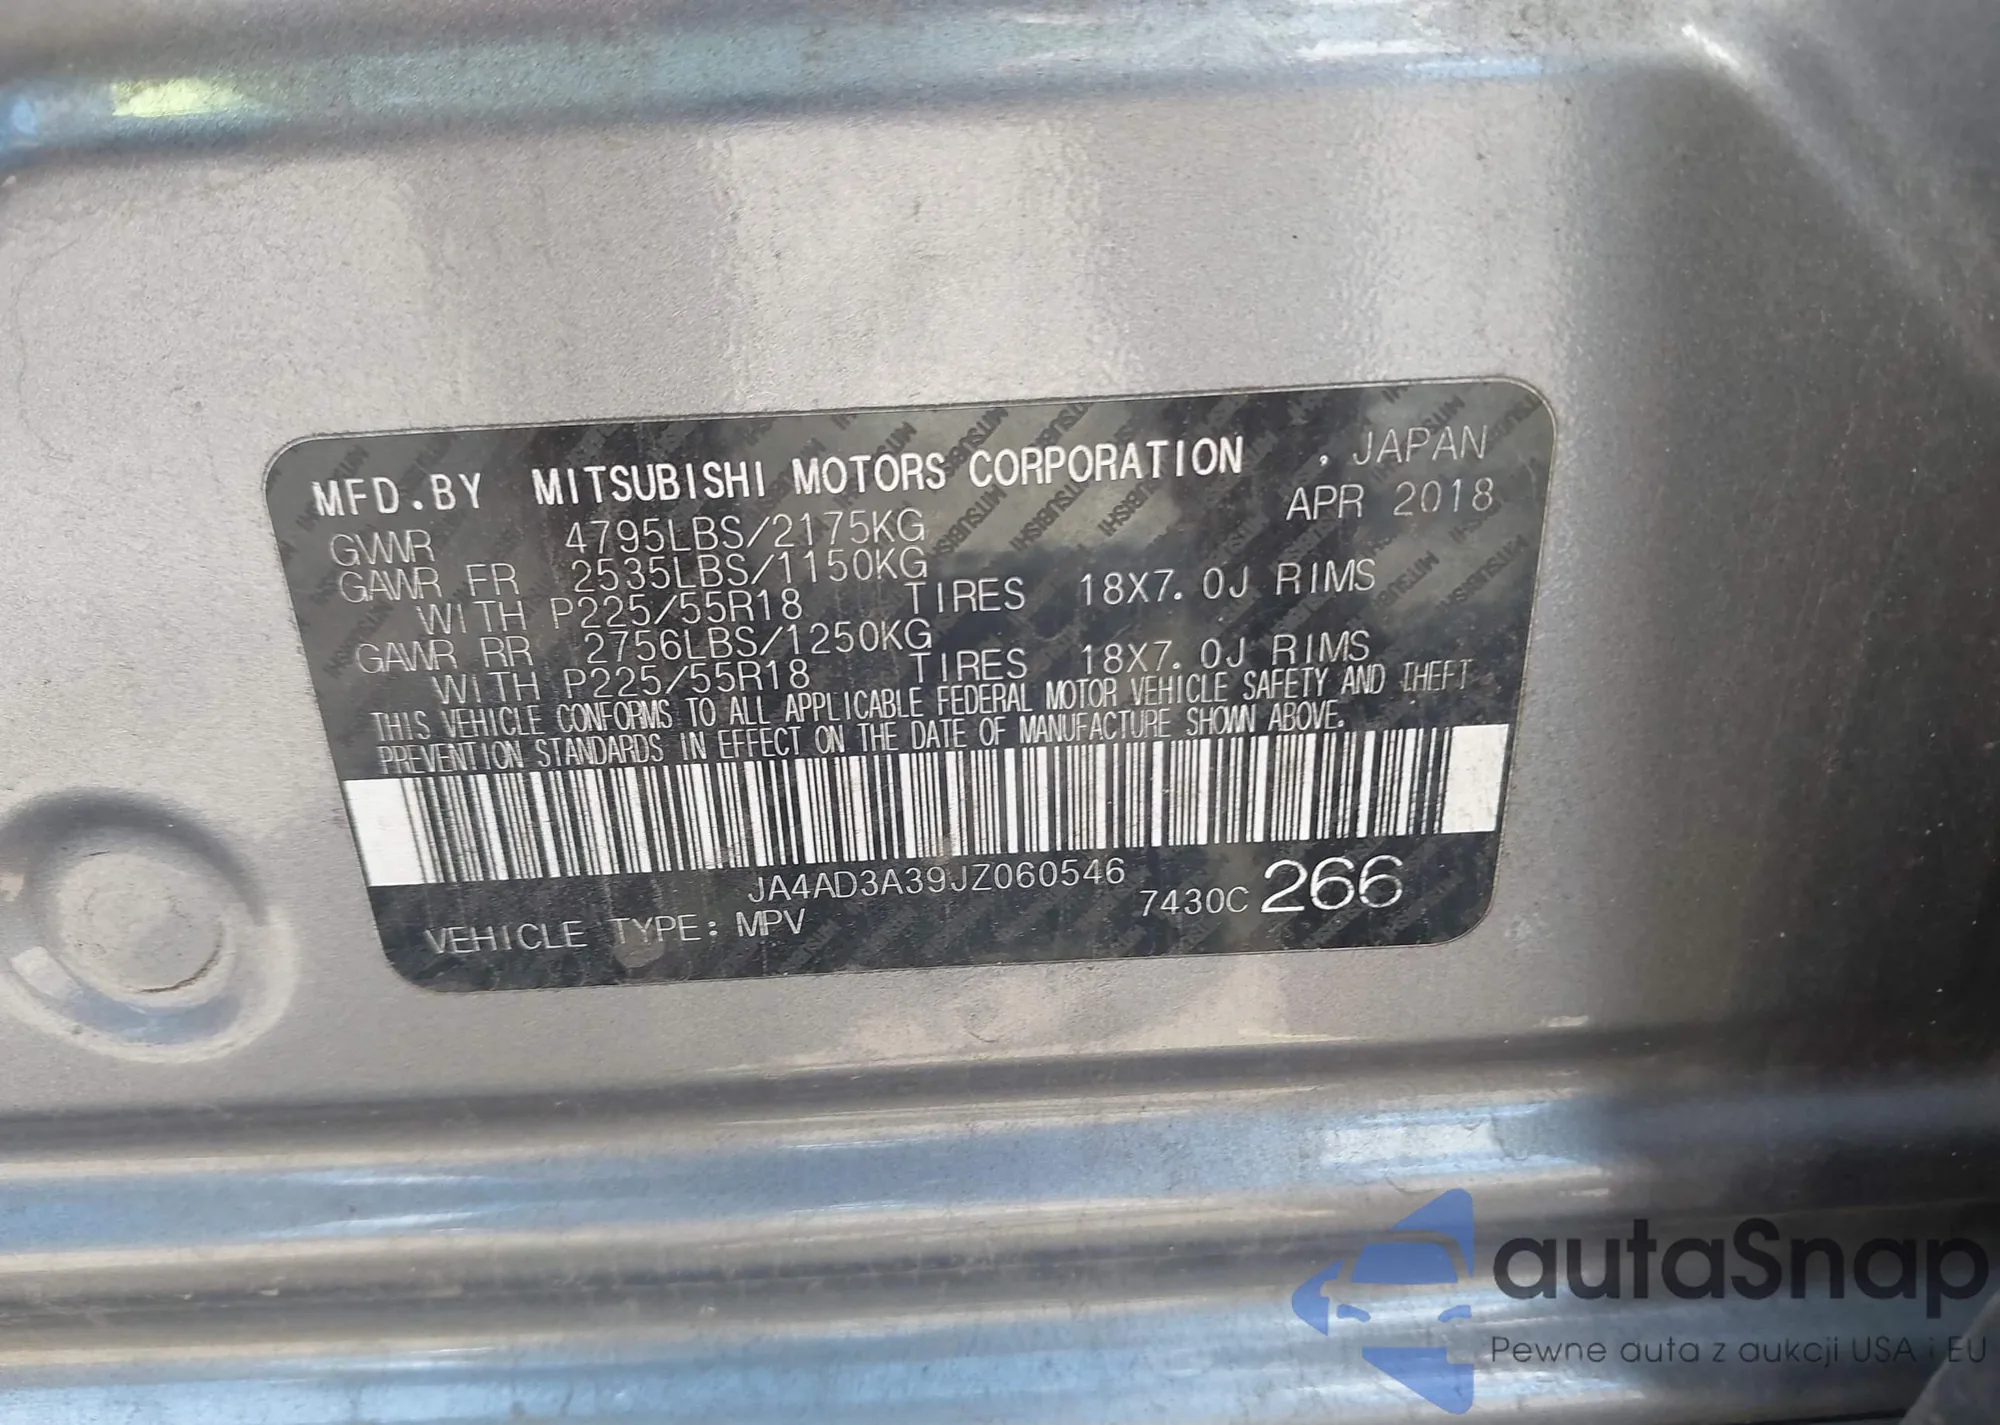 MFD.BY MITSUBISHI MOTORS CORPORATION , JAPAN
GVWR 4795LBS/2175KG APR 2018
GAWR FR 2535LBS/1150KG
WITH P225/55R18 TIRES 18X7.0J RIMS
GAWR RR 2756LBS/1250KG
WITH P225/55R18 TIRES 18X7.0J RIMS
THIS VEHICLE CONFORMS TO ALL APPLICABLE FEDERAL MOTOR VEHICLE SAFETY AND THEFT
PREVENTION STANDARDS IN EFFECT ON THE DATE OF MANUFACTURE SHOWN ABOVE.
JA4AD3A39JZ060546
VEHICLE TYPE: MPV 7430C 266
autaSnap
Pewne auta z aukcji USA i EU